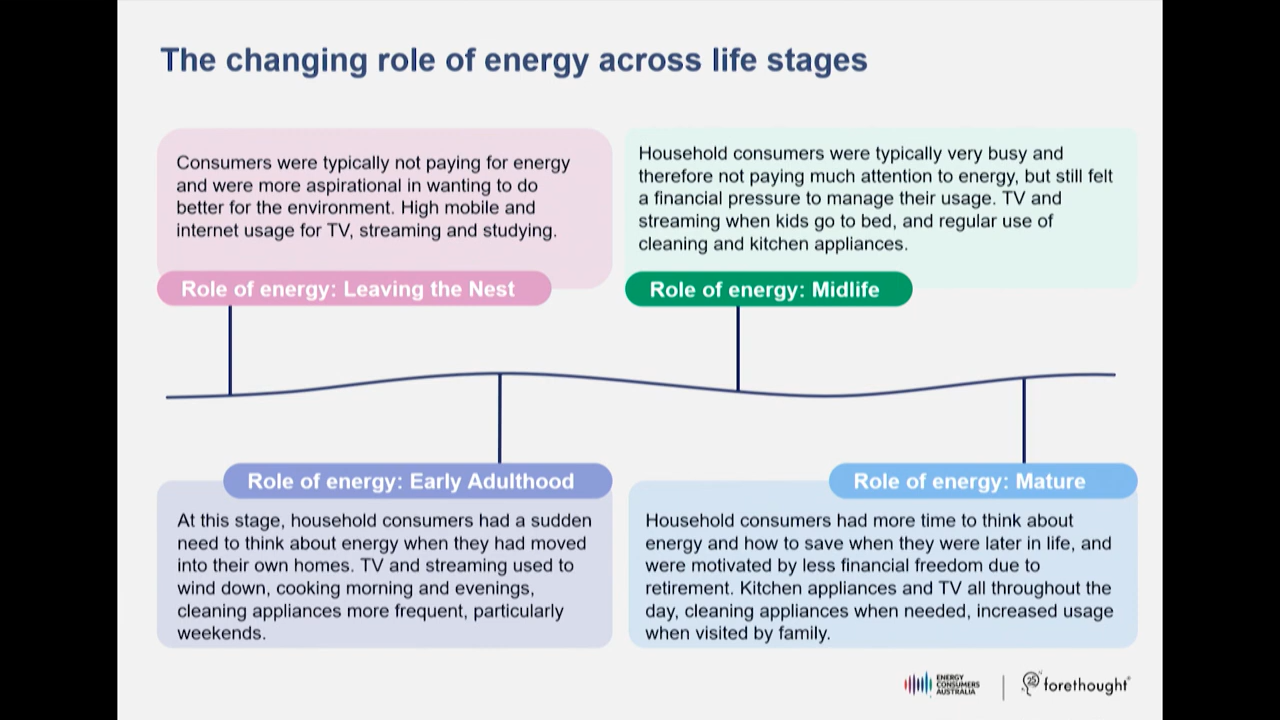 The changing role of energy across life stages
Consumers were typically not paying for energy
and were more aspirational in wanting to do
better for the environment. High mobile and
internet usage for TV, streaming and studying.
Role of energy: Leaving the Nest
Household consumers were typically very busy and
therefore not paying much attention to energy, but still felt
a financial pressure to manage their usage. TV and
streaming when kids go to bed, and regular use of
cleaning and kitchen appliances.
Role of energy: Midlife
Role of energy: Early Adulthood
At this stage, household consumers had a sudden
need to think about energy when they had moved
into their own homes. TV and streaming used to
wind down, cooking morning and evenings,
cleaning appliances more frequent, particularly
weekends.
Role of energy: Mature
Household consumers had more time to think about
energy and how to save when they were later in life, and
were motivated by less financial freedom due to
retirement. Kitchen appliances and TV all throughout the
day, cleaning appliances when needed, increased usage
when visited by family.
ENERGY
CONSUMERS
AUSTRALIA
25
forethought